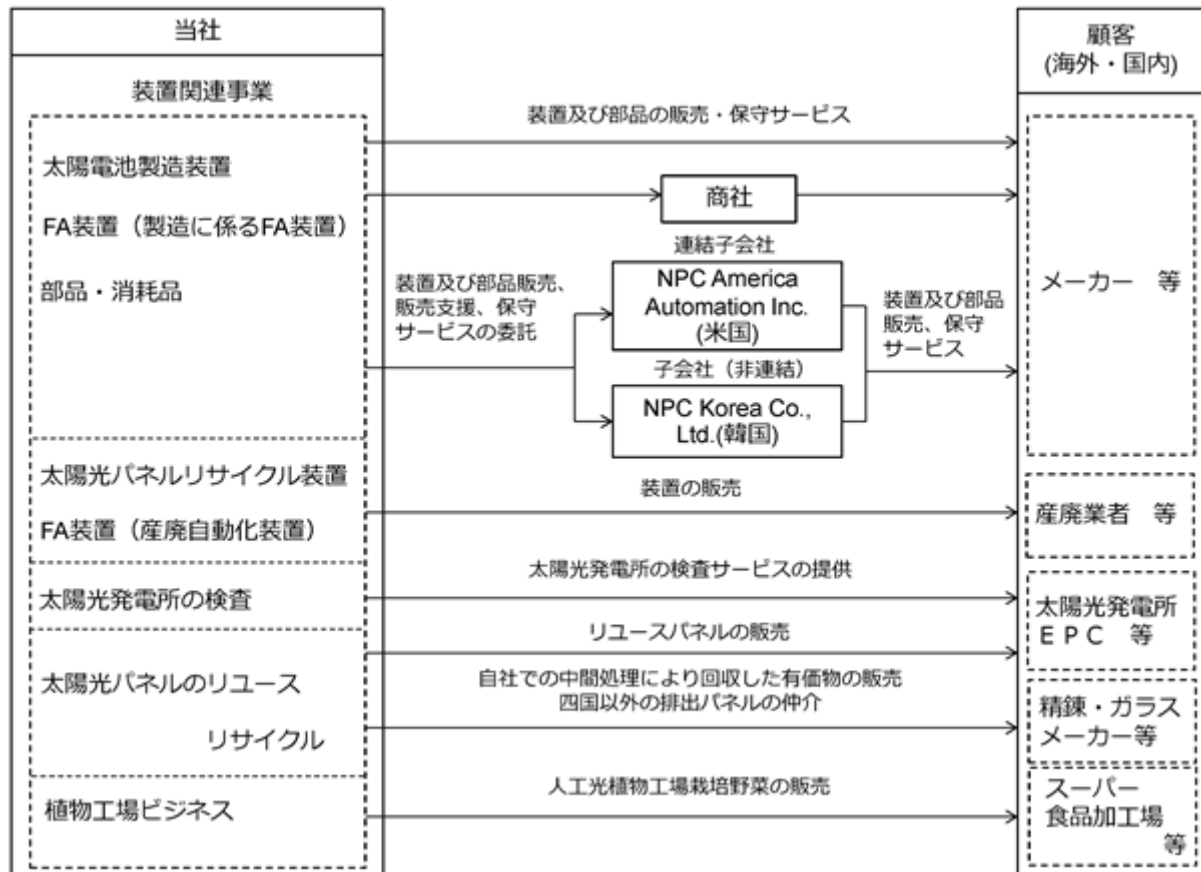 当社
装置関連事業
太陽電池製造装置
FA装置（製造に係るFA装置）
部品・消耗品
太陽光パネルリサイクル装置
FA装置（産廃自動化装置）
太陽光発電所の検査
太陽光パネルのリユース
リサイクル
植物工場ビジネス
装置及び部品の販売・保守サービス
商社
連結子会社
装置及び部品販売、
販売支援、保守
サービスの委託
NPC America
Automation Inc.
(米国)
子会社（非連結）
NPC Korea Co.,
Ltd.(韓国)
装置及び部品
販売、保守
サービス
装置の販売
太陽光発電所の検査サービスの提供
リユースパネルの販売
自社での中間処理により回収した有価物の販売
四国以外の排出パネルの仲介
人工光植物工場栽培野菜の販売
顧客
(海外・国内)
メーカー　等
産廃業者　等
太陽光発電所
ＥＰＣ　等
精錬・ガラス
メーカー等
スーパー
食品加工場
等